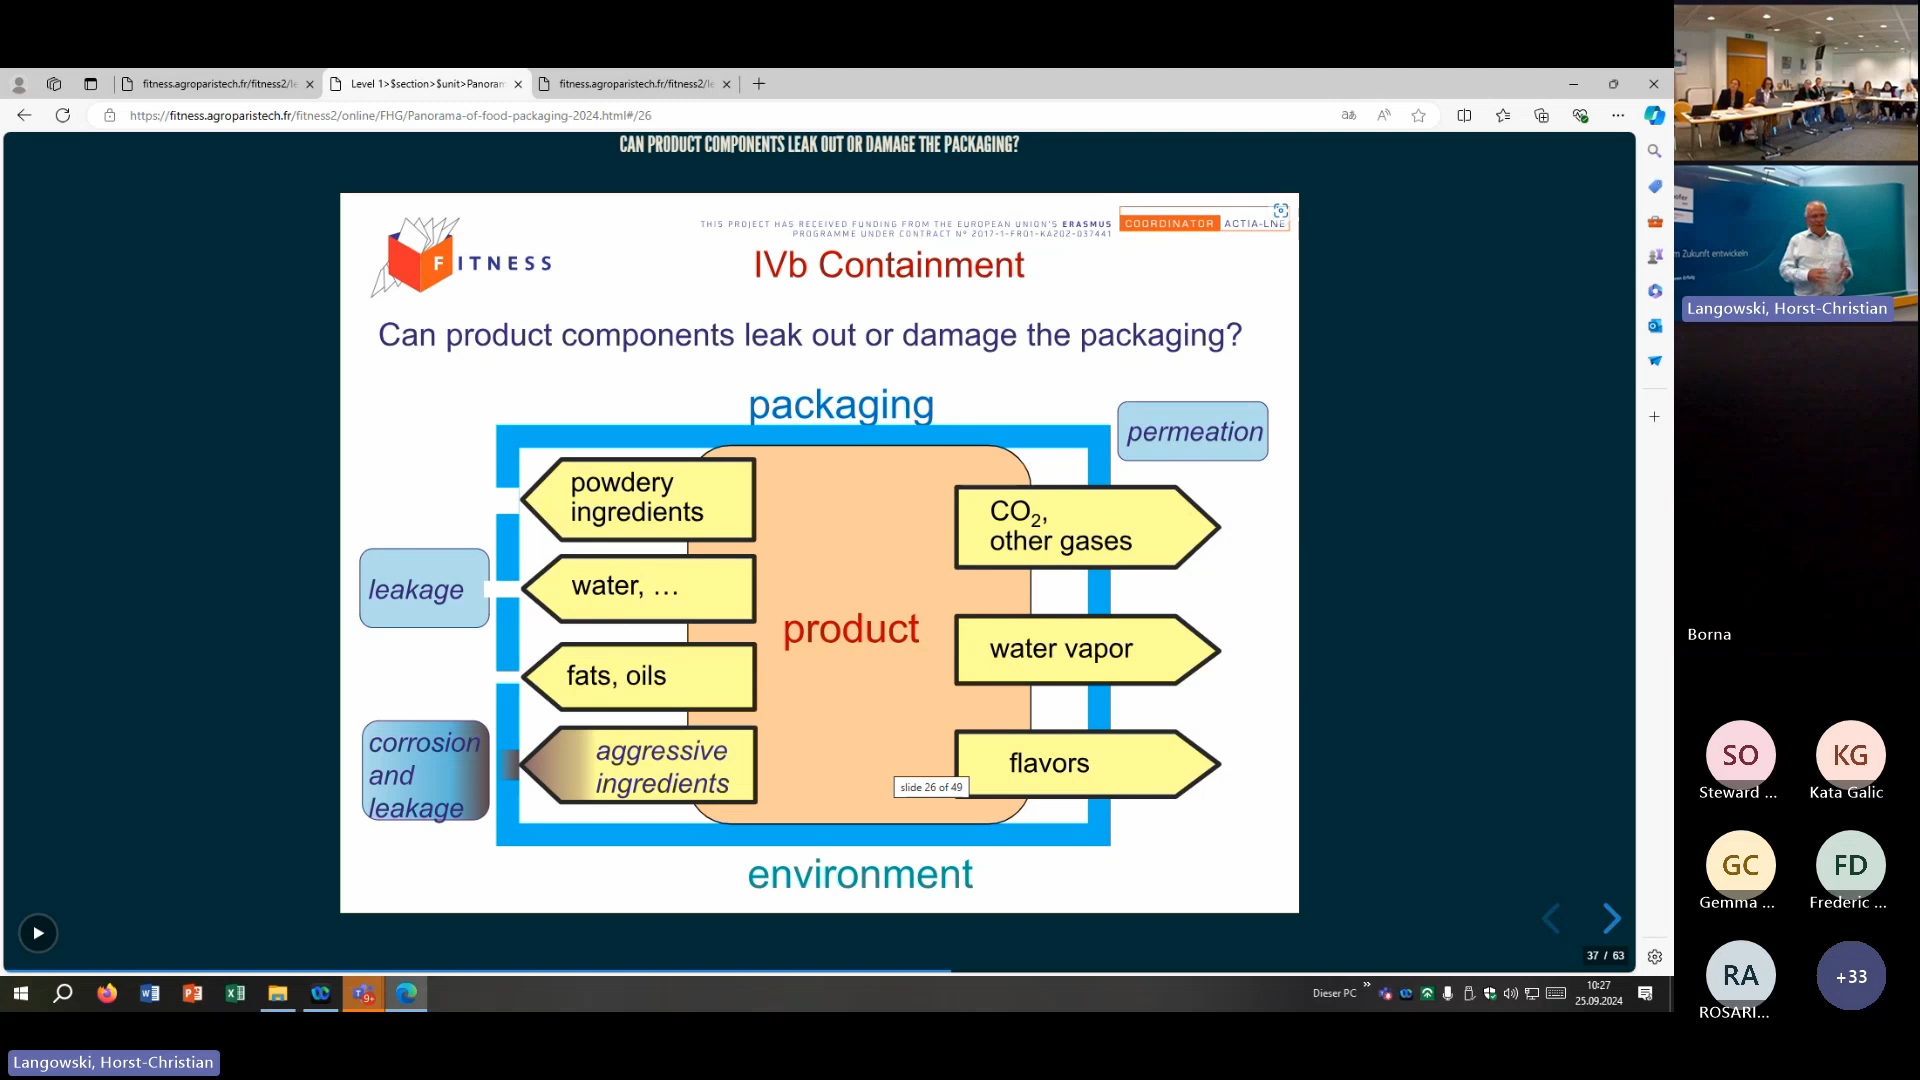 fitness.agroparistech.fr/fitness2/le
Level 1>$section>$unit>Panoram
fitness.agroparistech.fr/fitness2/le
https://fitness.agroparistech.fr/fitness2/online/FHG/Panorama-of-food-packaging-2024.html#/26
CAN PRODUCT COMPONENTS LEAK OUT OR DAMAGE THE PACKAGING?
THIS PROJECT HAS RECEIVED FUNDING FROM THE EUROPEAN UNION'S ERASMUS
PROGRAMME UNDER CONTRACT N° 2017-1-FR01-KA202-037441
COORDINATOR ACTIA-LNE
FITNESS
IVb Containment
Can product components leak out or damage the packaging?
packaging
permeation
powdery
ingredients
CO2,
other gases
leakage
water, …
product
water vapor
fats, oils
corrosion
and
leakage
aggressive
ingredients
flavors
slide 26 of 49
environment
37 / 63
Dieser PC
10:27
25.09.2024
9+
Zukunft entwickeln
Langowski, Horst-Christian
Borna
SO
Steward ...
KG
Kata Galic
GC
Gemma ...
FD
Frederic ...
RA
ROSARI...
+33
Langowski, Horst-Christian